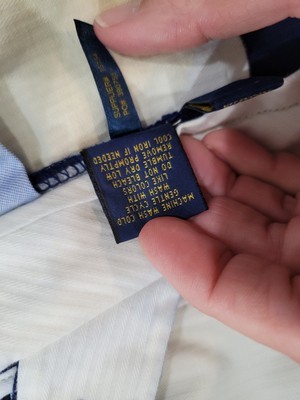 MACHINE WASH COLD
GENTLE CYCLE
WASH WITH
LIKE COLORS
DO NOT BLEACH
TUMBLE DRY LOW
REMOVE PROMPTLY
COOL IRON IF NEEDED